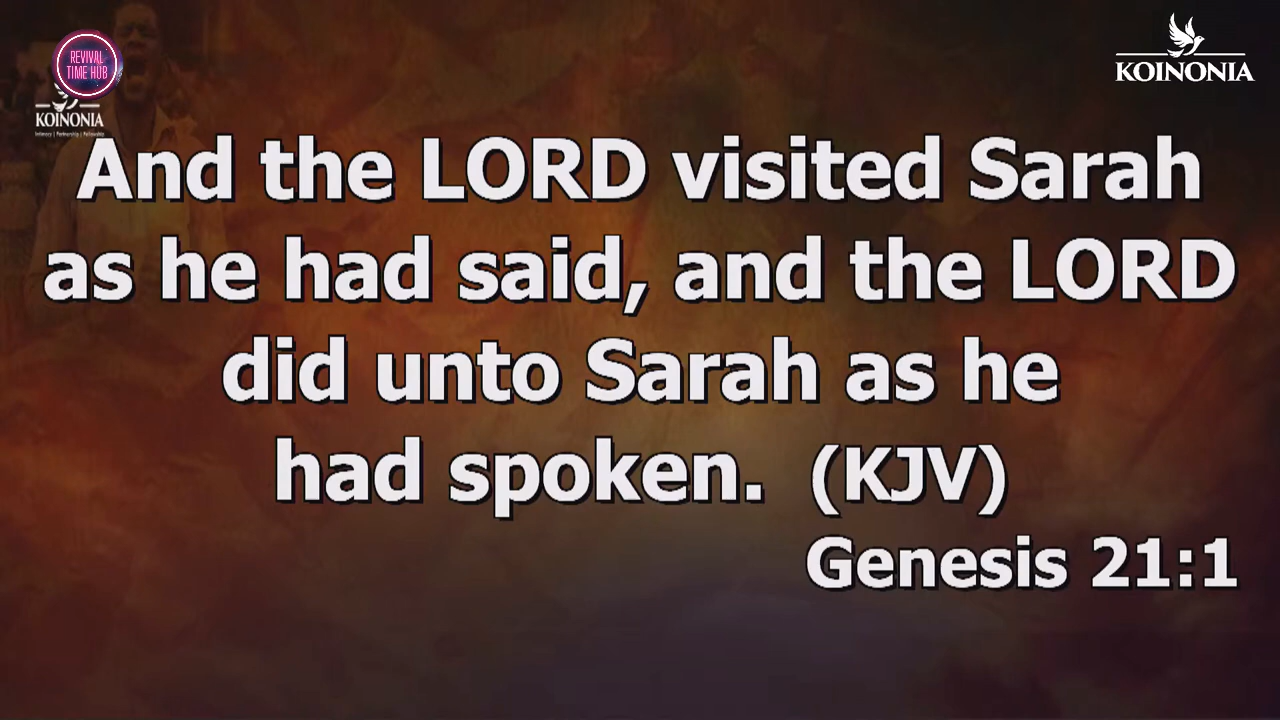 REVIVAL
TIME HUB
KOINONIA
KOINONIA
And the LORD visited Sarah
as he had said, and the LORD
did unto Sarah as he
had spoken. (KJV)
Genesis 21:1